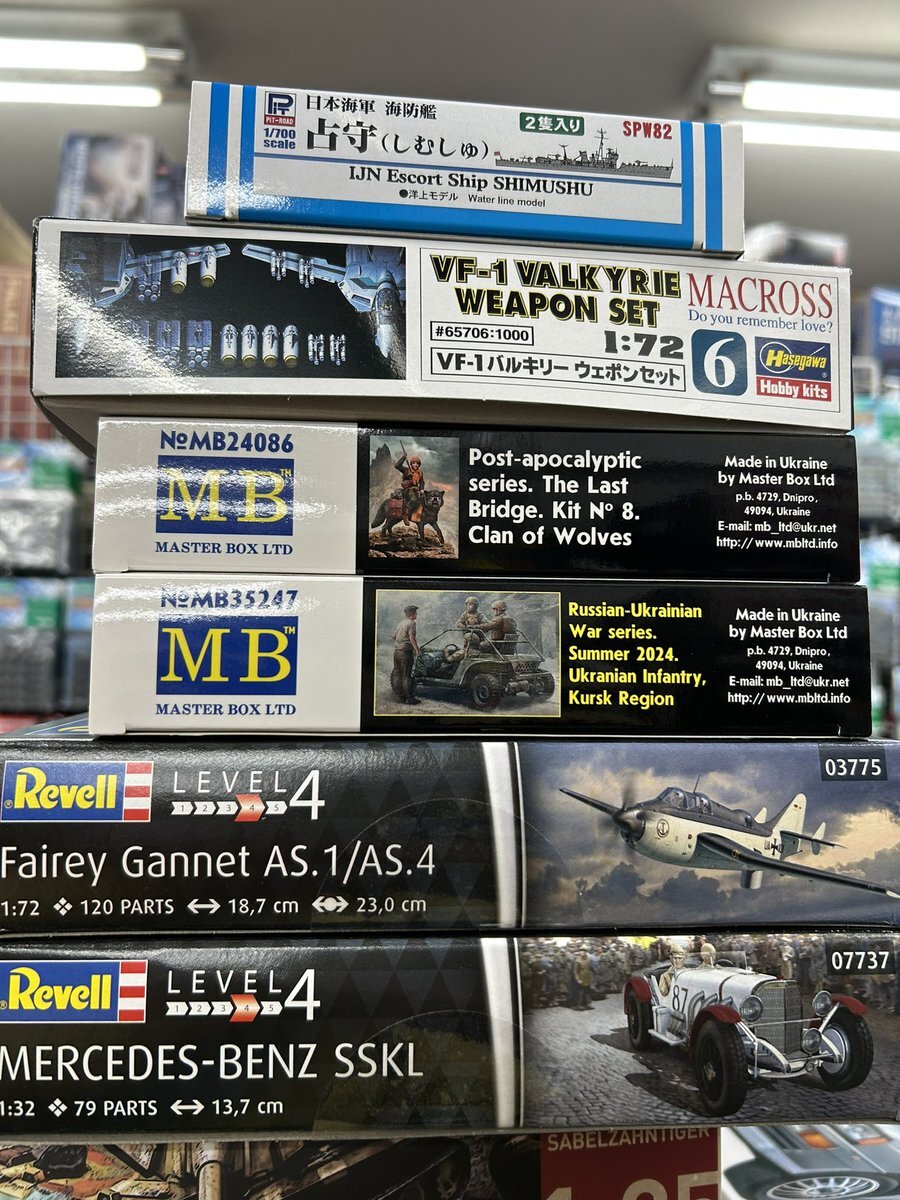 PIT
PIT-ROAD
1/700
scale
日本海軍 海防艦
占守(しむしゅ)
2隻入り
SPW82
IJN Escort Ship SHIMUSHU
●洋上モデル Water line model
VF-1 VALKYRIE
WEAPON SET
#65706:1000
1:72
VF-1 バルキリー ウェポンセット
MACROSS
Do you remember love?
6
Hasegawa
Hobby kits
No MB24086
MB™
MASTER BOX LTD
Post-apocalyptic
series. The Last
Bridge. Kit No 8.
Clan of Wolves
Made in Ukraine
by Master Box Ltd
p.b. 4729, Dnipro,
49094, Ukraine
E-mail: mb_ltd@ukr.net
http:// www.mbltd.info
No MB35247
MB™
MASTER BOX LTD
Russian-Ukrainian
War series.
Summer 2024.
Ukranian Infantry,
Kursk Region
Made in Ukraine
by Master Box Ltd
p.b. 4729, Dnipro,
49094, Ukraine
E-mail: mb_ltd@ukr.net
http:// www.mbltd.info
Revell
LEVEL 4
1 2 3 4 5
03775
Fairey Gannet AS.1/AS.4
1:72 ❖ 120 PARTS ↔ 18,7 cm 23,0 cm
Revell
LEVEL 4
1 2 3 4 5
07737
87
MERCEDES-BENZ SSKL
1:32 ❖ 79 PARTS ↔ 13,7 cm
SÄBELZAHNTIGER